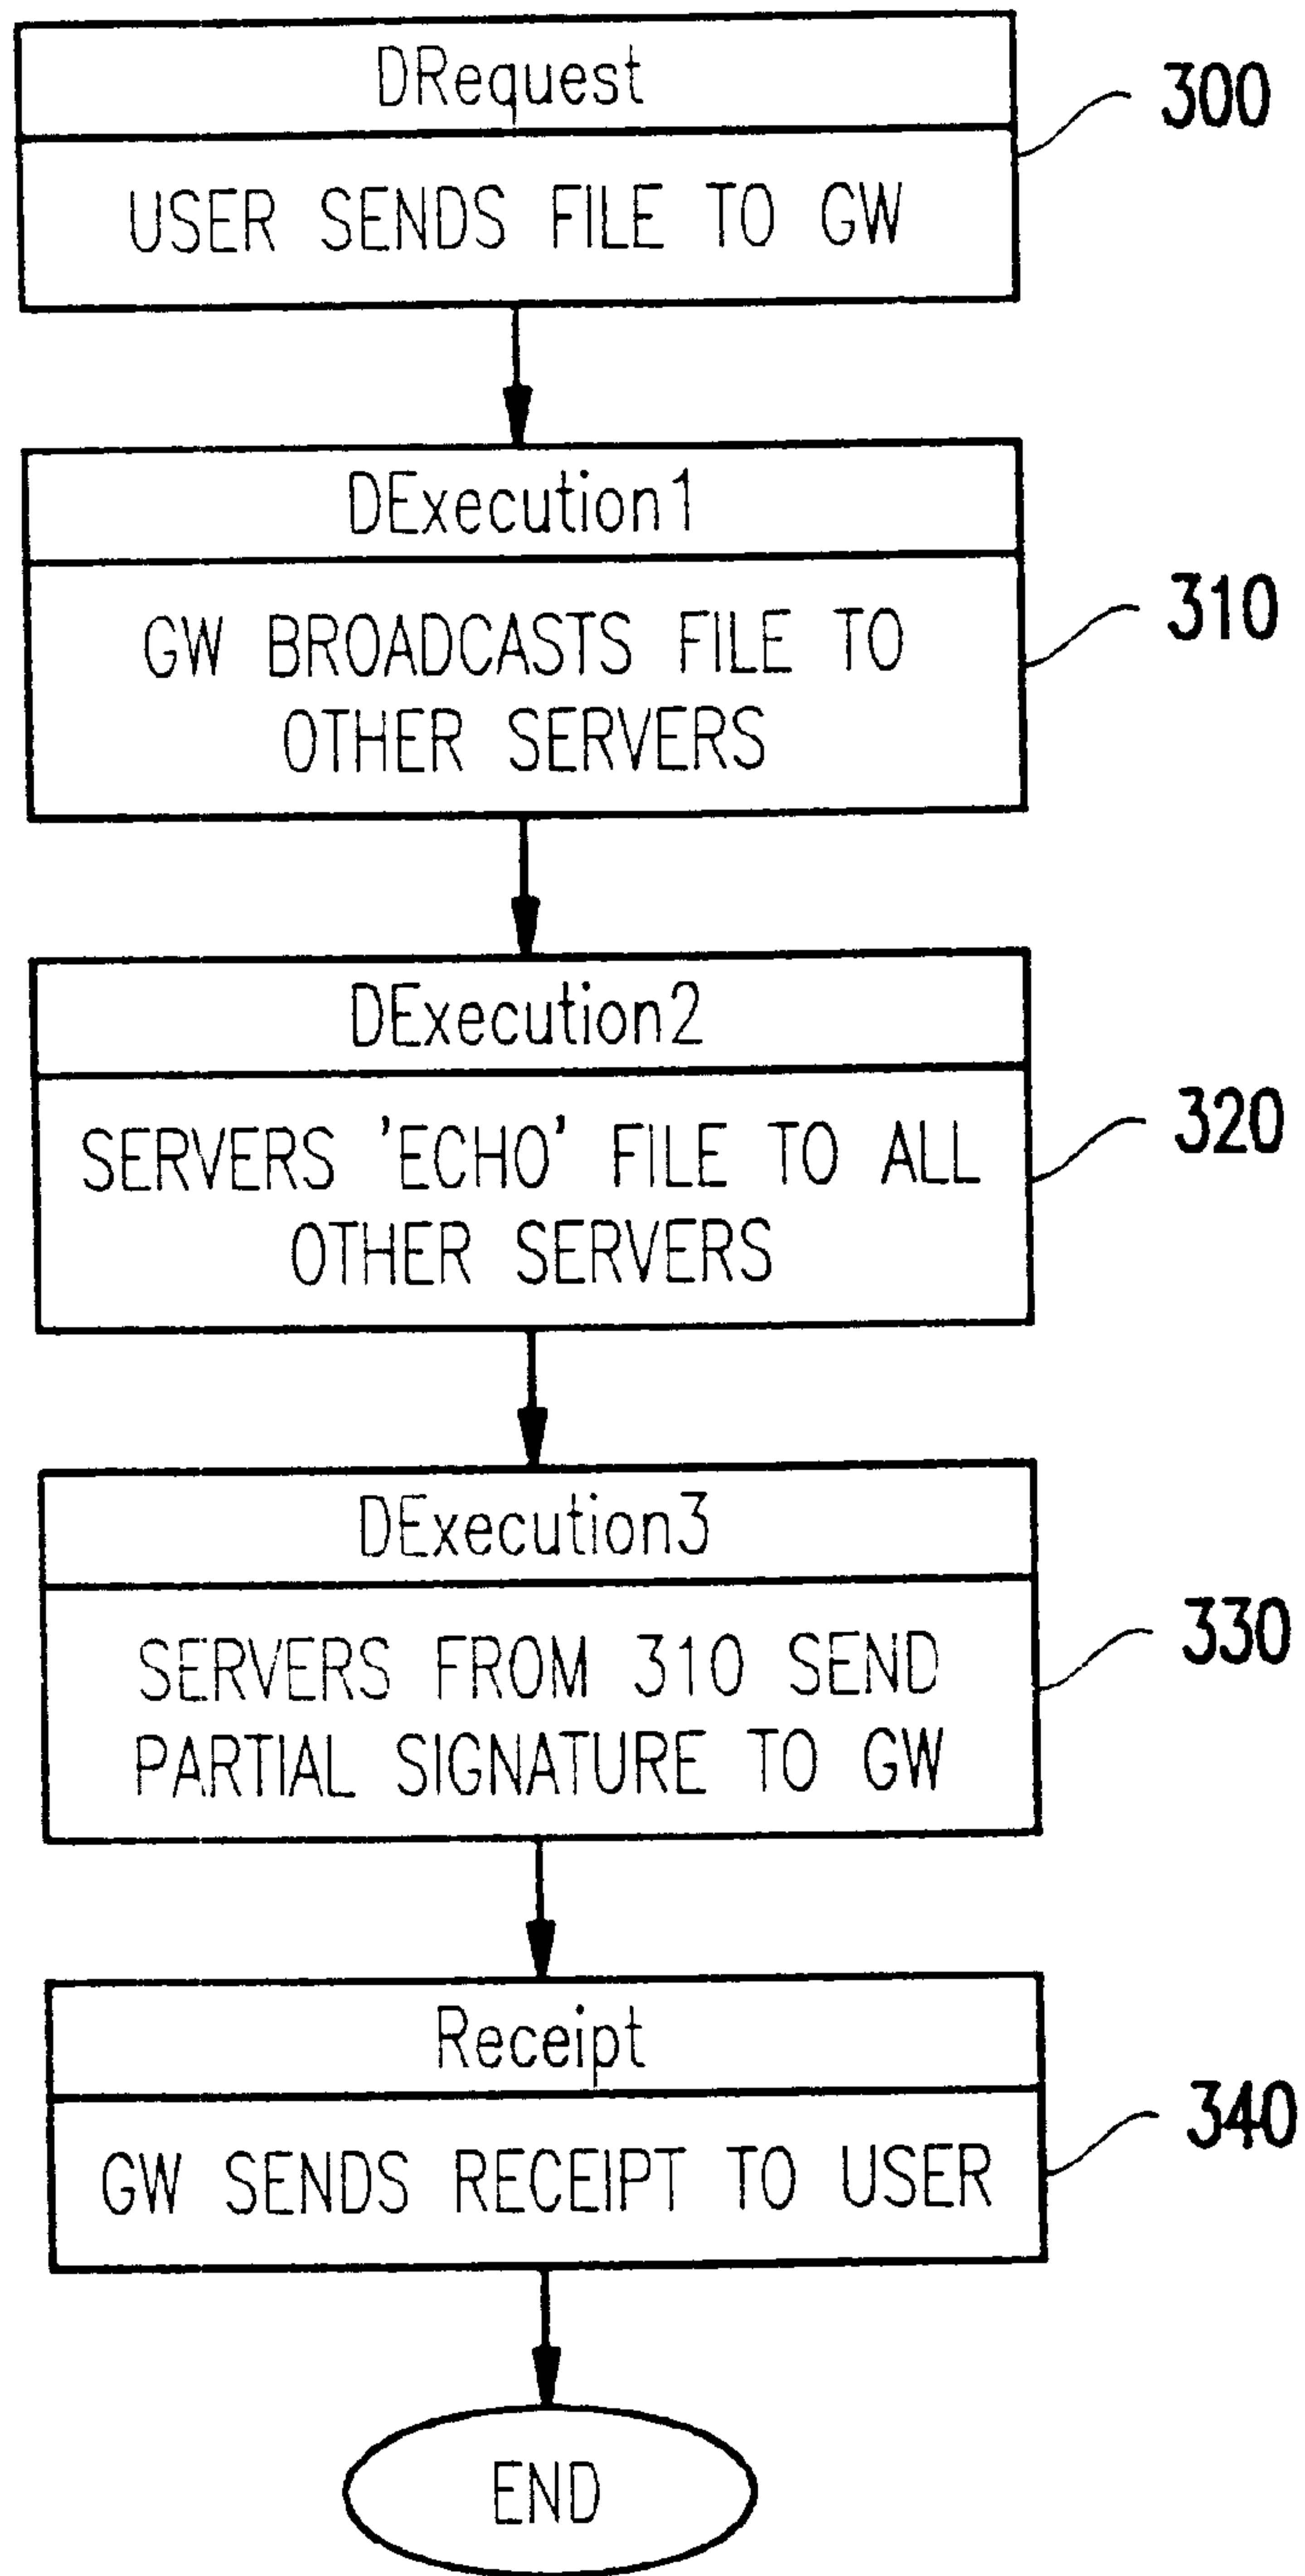 DRequest
300
USER SENDS FILE TO GW
DExecution1
310
GW BROADCASTS FILE TO
OTHER SERVERS
DExecution2
320
SERVERS 'ECHO' FILE TO ALL
OTHER SERVERS
DExecution3
330
SERVERS FROM 310 SEND
PARTIAL SIGNATURE TO GW
Receipt
340
GW SENDS RECEIPT TO USER
END